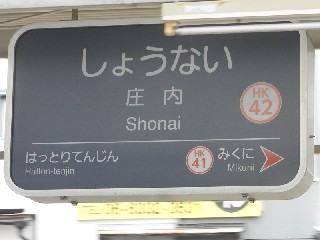 しょうない
庄内
Shonai
HK
42
はっとりてんじん
Hattori-tenjin
HK
41
みくに
Mikuni